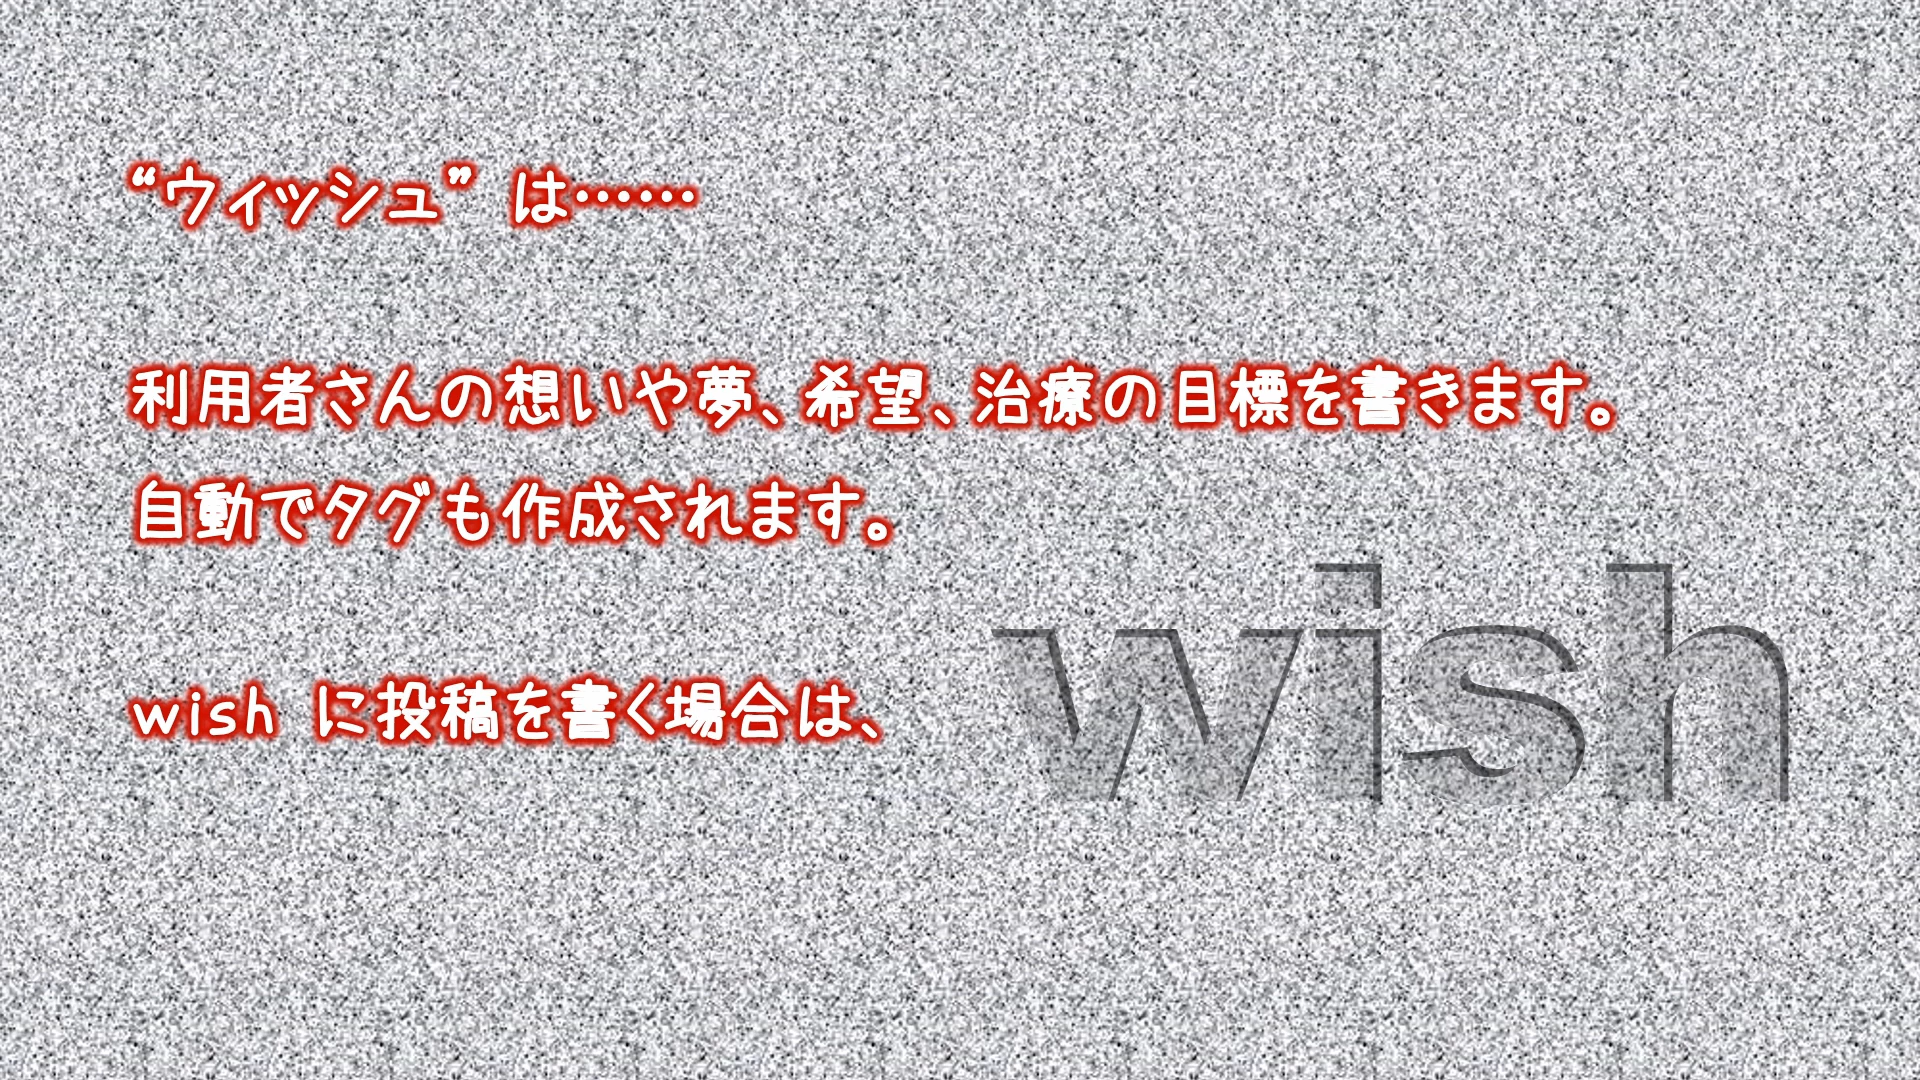 “ウィッシュ” は……
利用者さんの想いや夢、希望、治療の目標を書きます。
自動でタグも作成されます。
wish
wish に投稿を書く場合は、